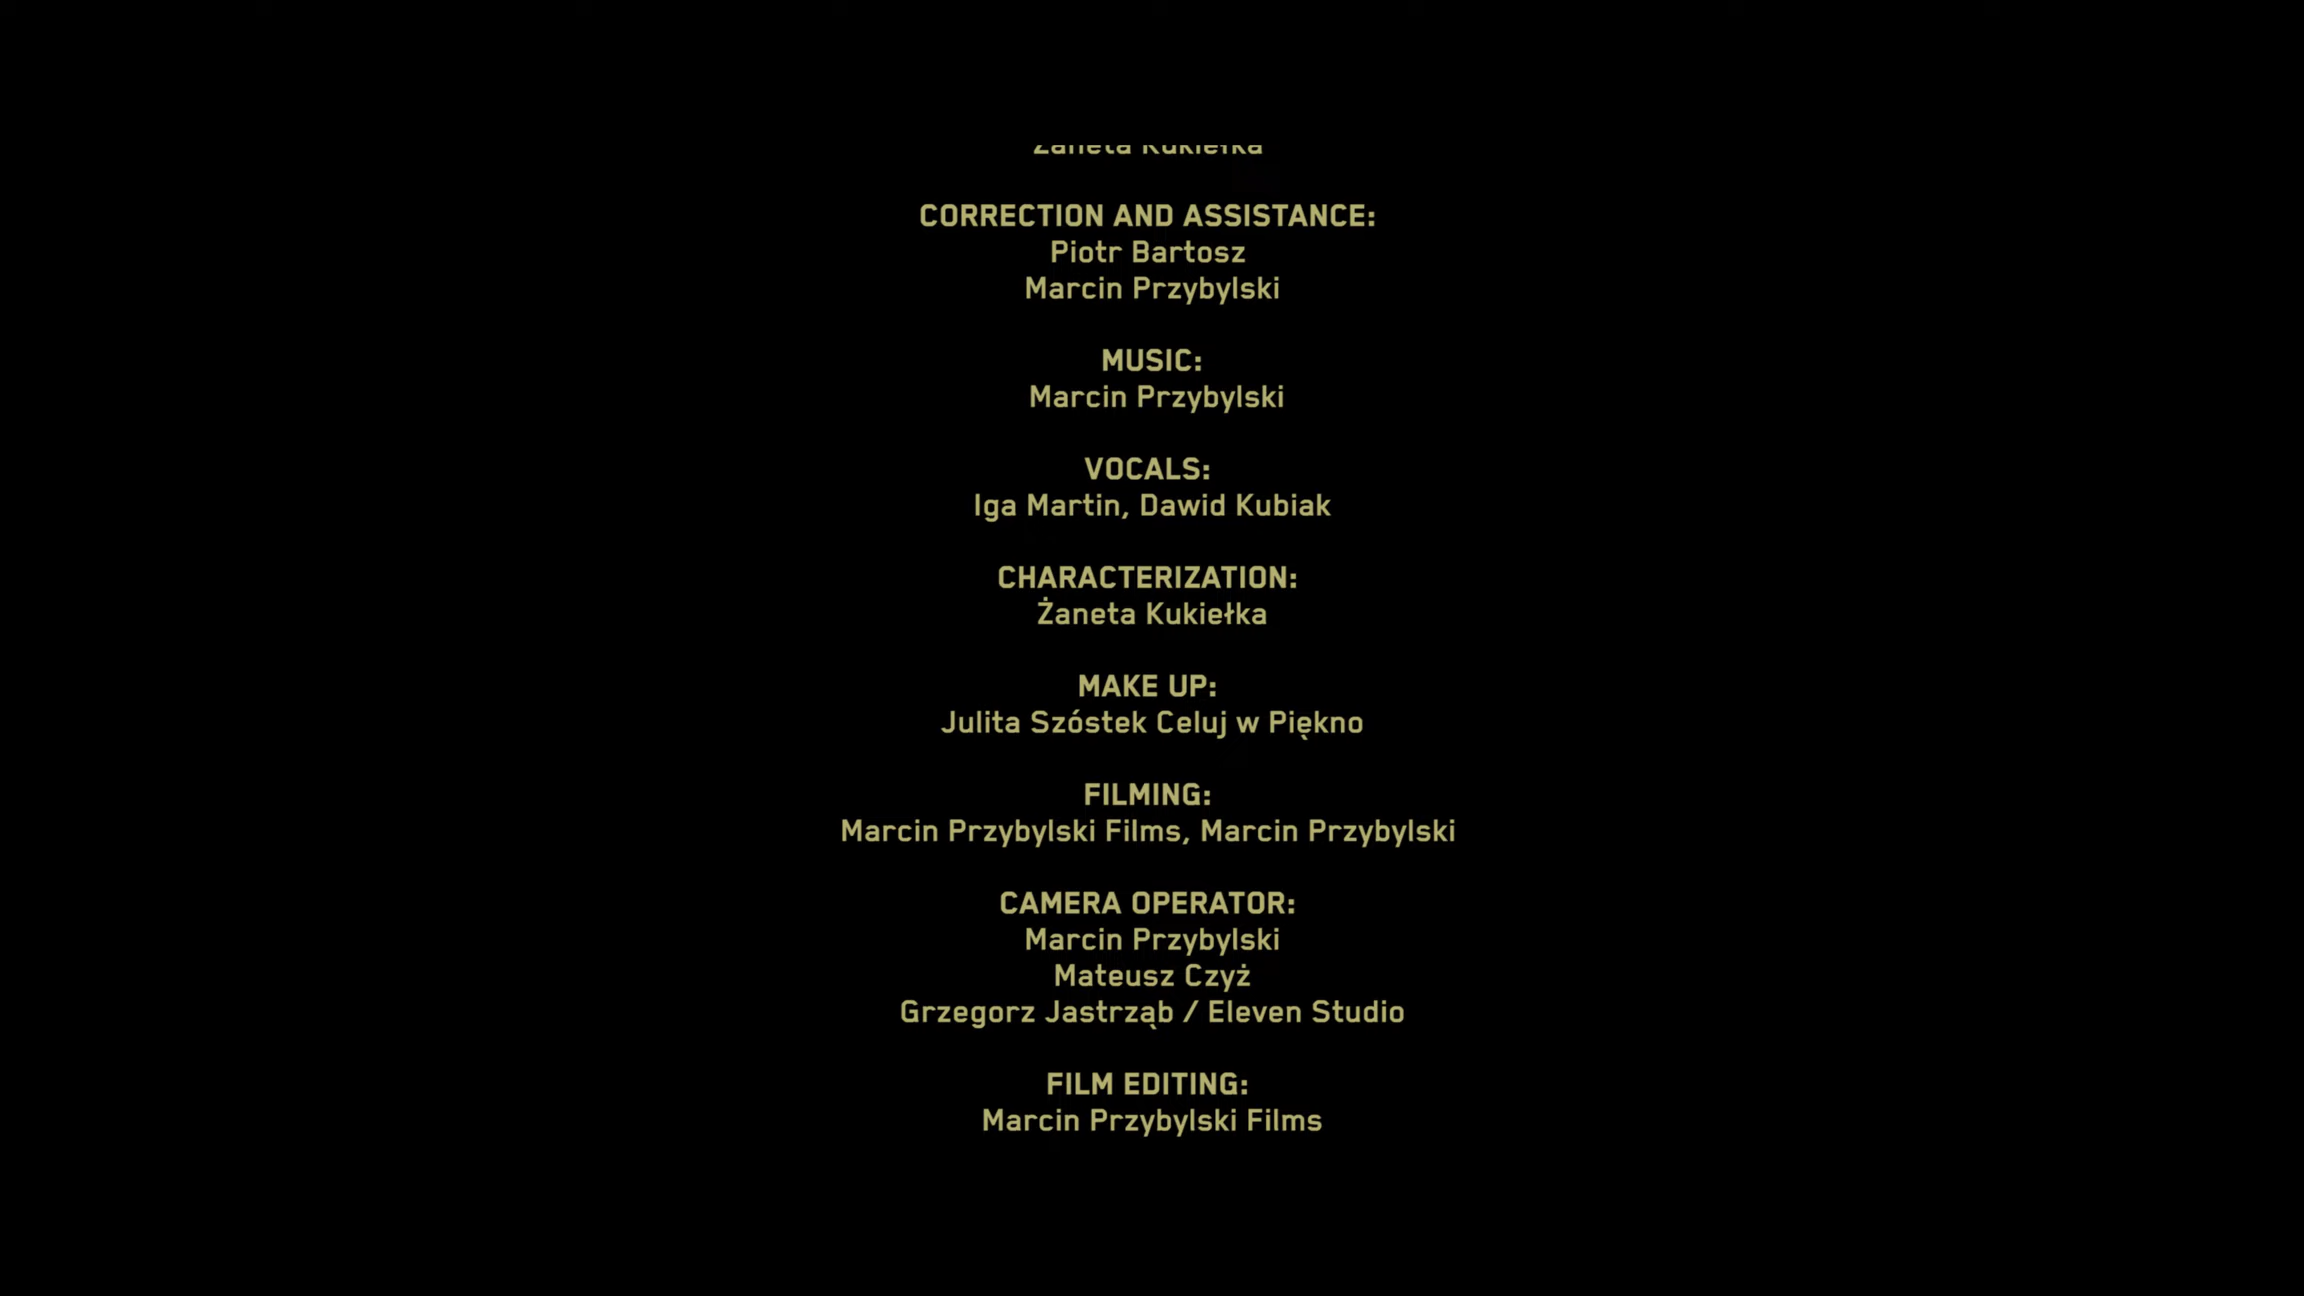 Żaneta Kukiełka
CORRECTION AND ASSISTANCE:
Piotr Bartosz
Marcin Przybylski
MUSIC:
Marcin Przybylski
VOCALS:
Iga Martin, Dawid Kubiak
CHARACTERIZATION:
Żaneta Kukiełka
MAKE UP:
Julita Szóstek Celuj w Piękno
FILMING:
Marcin Przybylski Films, Marcin Przybylski
CAMERA OPERATOR:
Marcin Przybylski
Mateusz Czyż
Grzegorz Jastrząb / Eleven Studio
FILM EDITING:
Marcin Przybylski Films